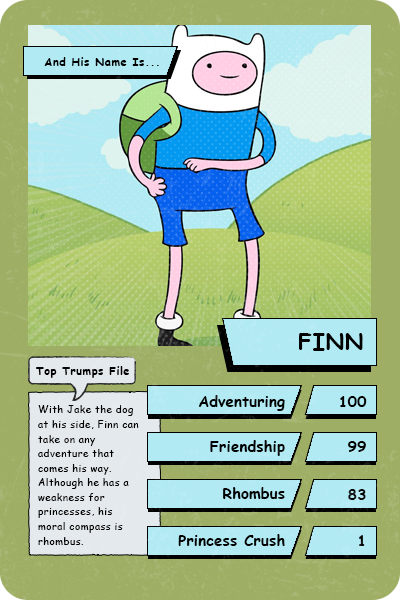 And His Name Is...
FINN
Top Trumps File
With Jake the dog
at his side, Finn can
take on any
adventure that
comes his way.
Although he has a
weakness for
princesses, his
moral compass is
rhombus.
Adventuring 100
Friendship 99
Rhombus 83
Princess Crush 1